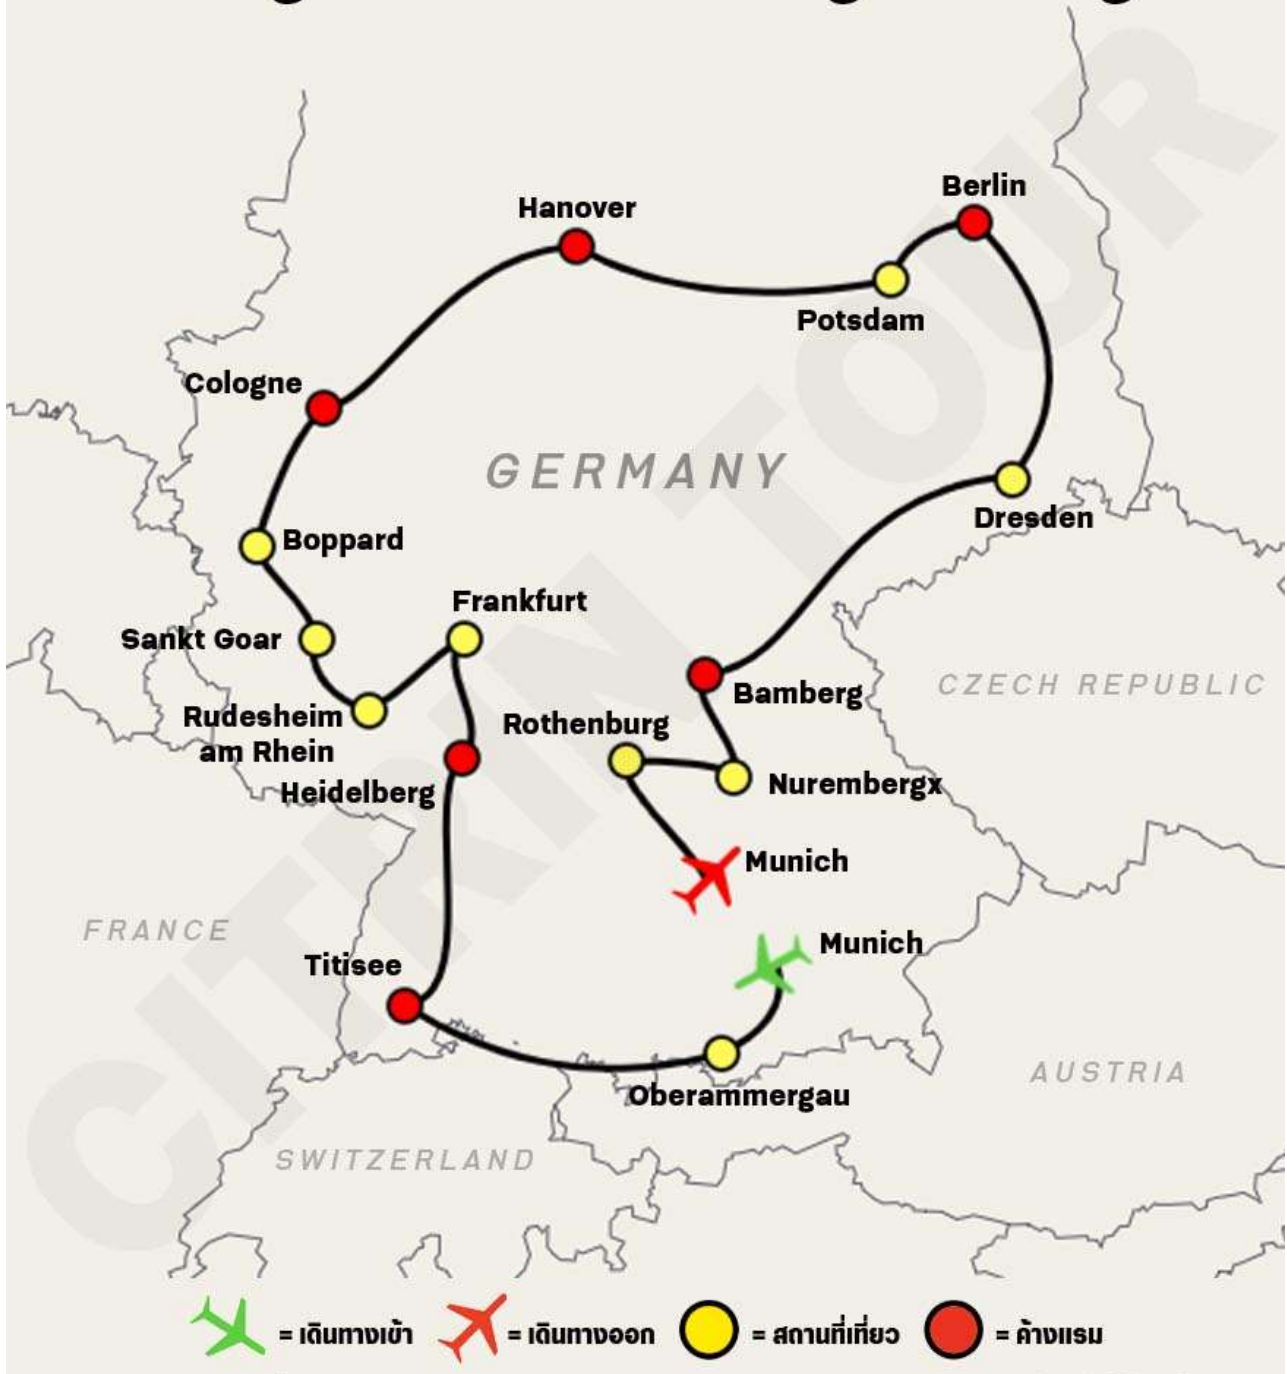 Berlin
Hanover
Potsdam
Cologne
GERMANY
Dresden
Boppard
Frankfurt
Sankt Goar
CZECH REPUBLIC
Bamberg
Rudesheim
am Rhein
Rothenburg
Nurembergx
Heidelberg
Munich
FRANCE
Munich
Titisee
AUSTRIA
Oberammergau
SWITZERLAND
CITRIN TOUR
= เดินทางเข้า = เดินทางออก = สถานที่เที่ยว = ค้างแรม